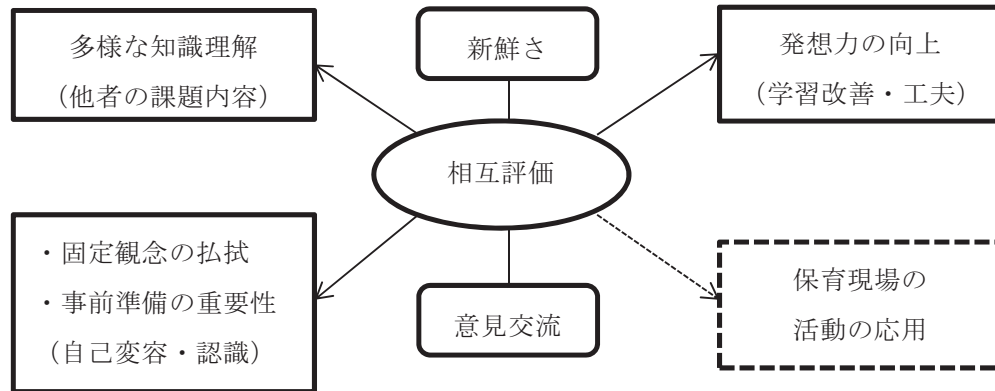 多様な知識理解
（他者の課題内容）
新鮮さ
発想力の向上
（学習改善・工夫）
相互評価
・固定観念の払拭
・事前準備の重要性
（自己変容・認識）
意見交流
保育現場の
活動の応用